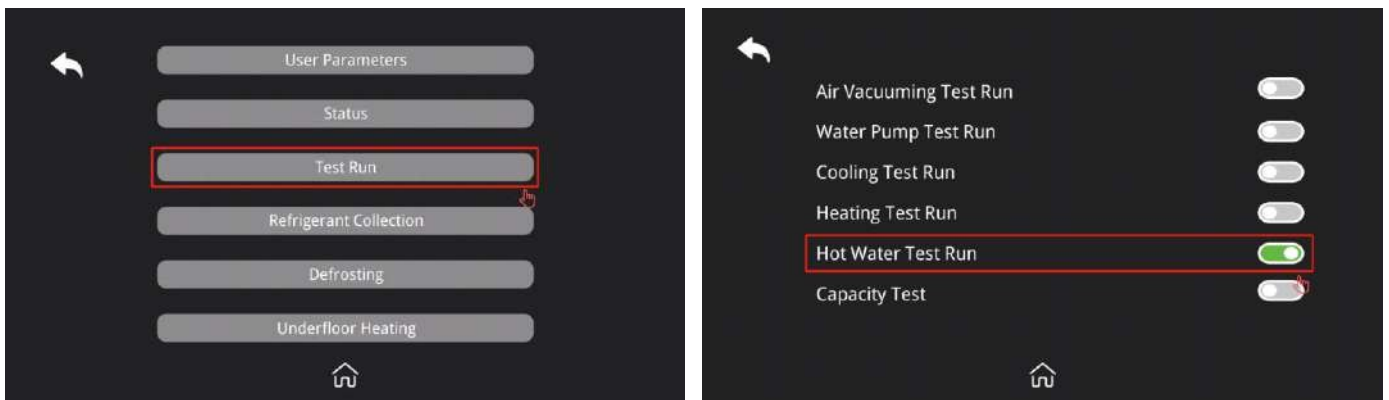 User Parameters
Status
Test Run
Refrigerant Collection
Defrosting
Underfloor Heating
Air Vacuuming Test Run
Water Pump Test Run
Cooling Test Run
Heating Test Run
Hot Water Test Run
Capacity Test